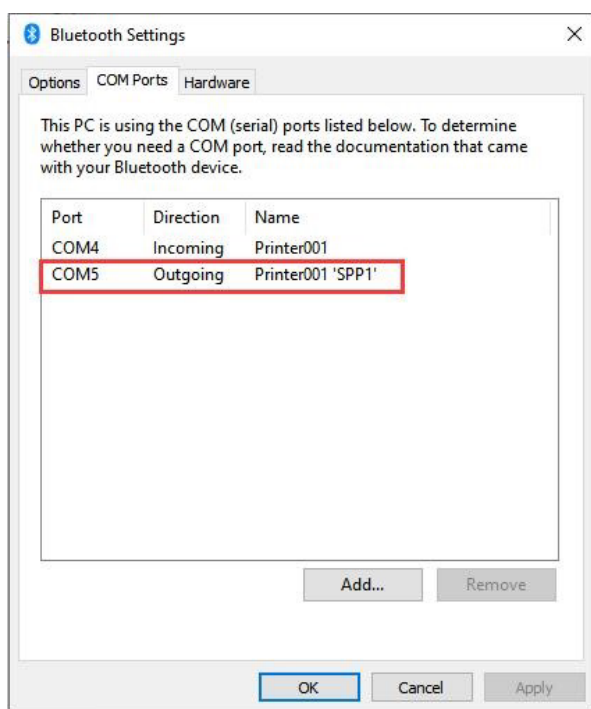 Bluetooth Settings
Options COM Ports Hardware
This PC is using the COM (serial) ports listed below. To determine
whether you need a COM port, read the documentation that came
with your Bluetooth device.
Port Direction Name
COM4 Incoming Printer001
COM5 Outgoing Printer001 'SPP1'
Add... Remove
OK Cancel Apply